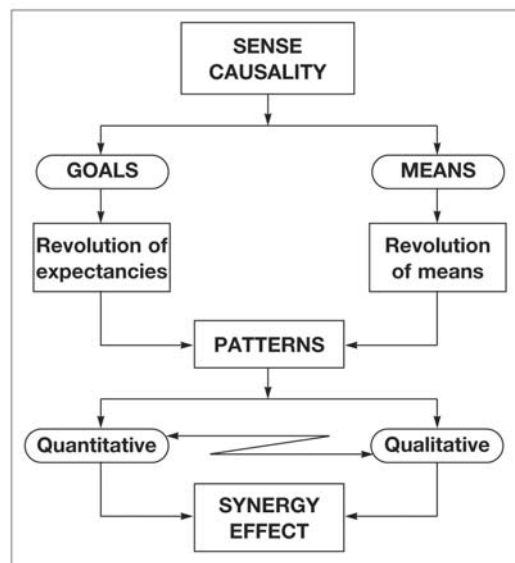 SENSE
CAUSALITY
GOALS
MEANS
Revolution of
expectancies
Revolution
of means
PATTERNS
Quantitative
Qualitative
SYNERGY
EFFECT